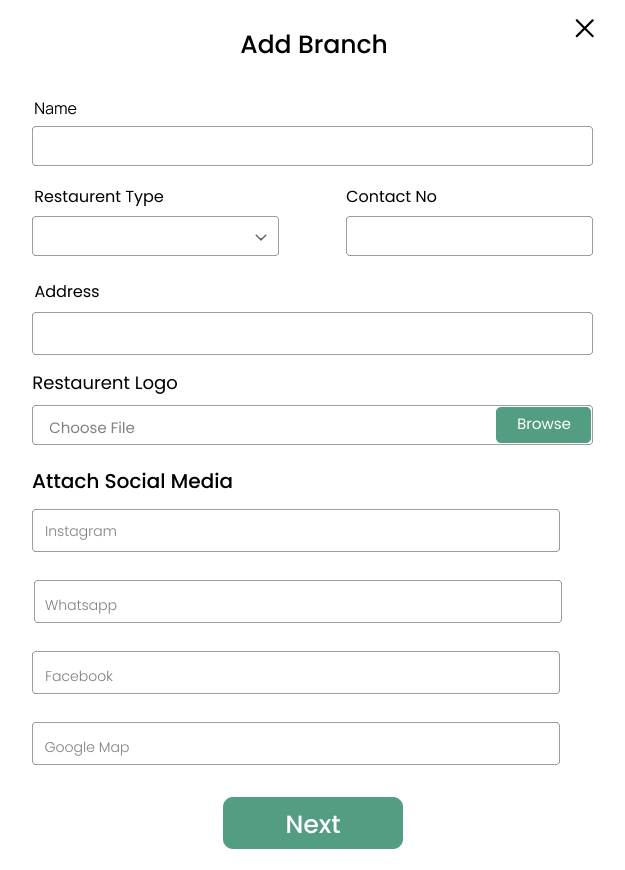 Add Branch
Name
Restaurent Type
Contact No
Address
Restaurent Logo
Choose File
Browse
Attach Social Media
Instagram
Whatsapp
Facebook
Google Map
Next